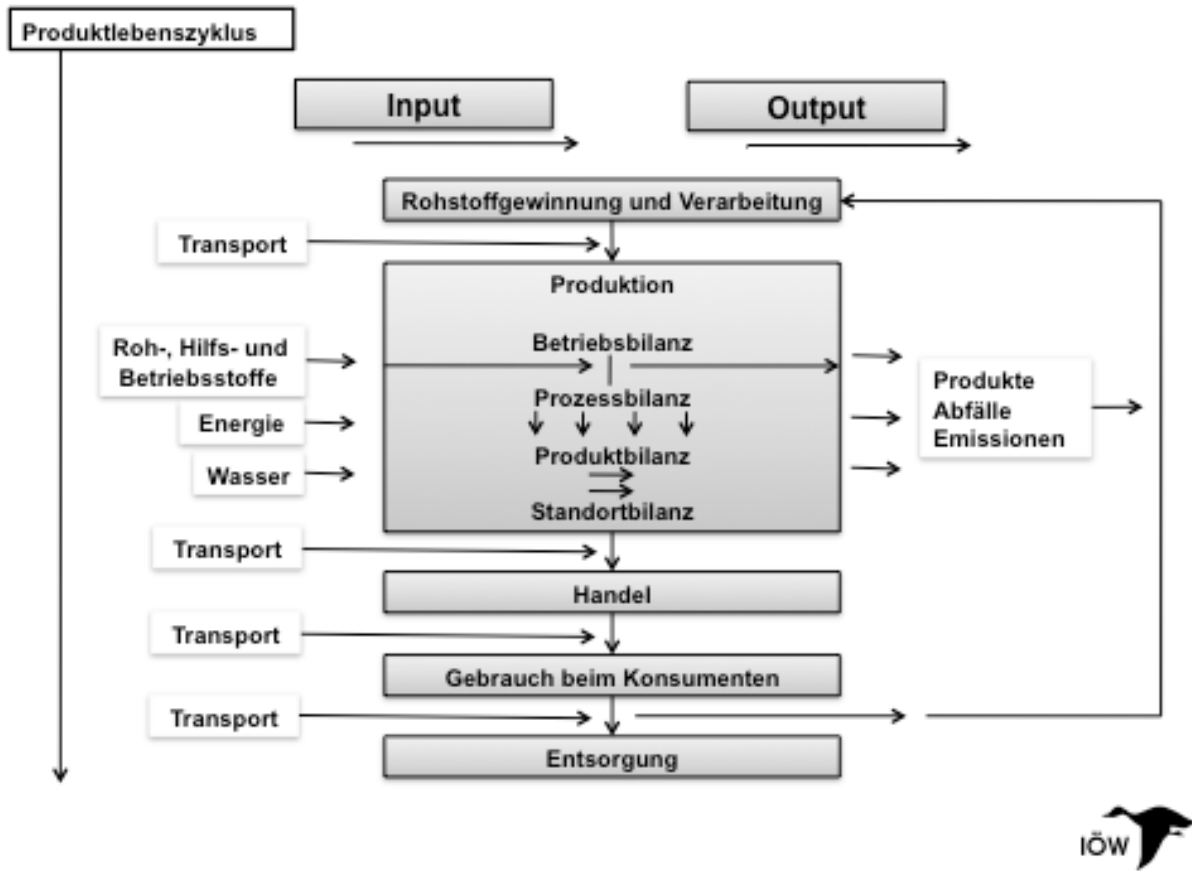 Produktlebenszyklus
Input
Output
Rohstoffgewinnung und Verarbeitung
Transport
Produktion
Betriebsbilanz
Roh-, Hilfs- und
Betriebsstoffe
Prozessbilanz
Energie
Produktbilanz
Wasser
Standortbilanz
Produkte
Abfälle
Emissionen
Transport
Handel
Transport
Gebrauch beim Konsumenten
Transport
Entsorgung
IÖW